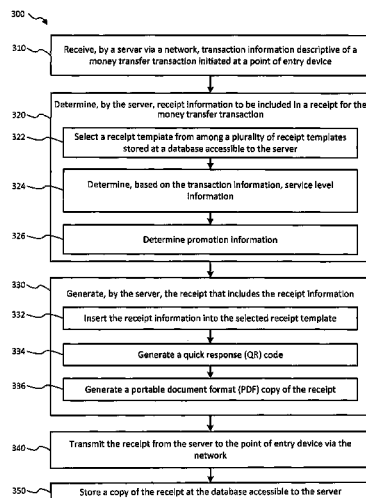 300
310
Receive, by a server via a network, transaction information descriptive of a
money transfer transaction initiated at a point of entry device
320
Determine, by the server, receipt information to be included in a receipt for the
money transfer transaction
322
Select a receipt template from among a plurality of receipt templates
stored at a database accessible to the server
324
Determine, based on the transaction information, service level
information
326
Determine promotion information
330
Generate, by the server, the receipt that includes the receipt information
332
Insert the receipt information into the selected receipt template
334
Generate a quick response (QR) code
336
Generate a portable document format (PDF) copy of the receipt
340
Transmit the receipt from the server to the point of entry device via the
network
350
Store a copy of the receipt at the database accessible to the server